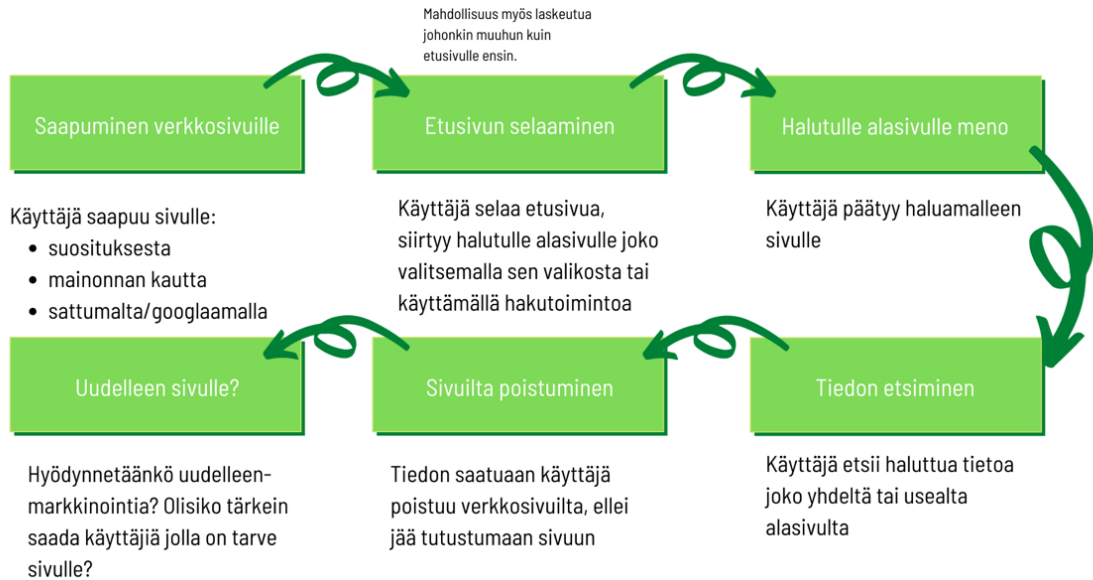 Mahdollisuus myös laskeutua
johonkin muuhun kuin
etusivulle ensin.
Saapuminen verkkosivuille
Käyttäjä saapuu sivulle:
• suosituksesta
• mainonnan kautta
• sattumalta/googlaamalla
Etusivun selaaminen
Käyttäjä selaa etusivua,
siirtyy halutulle alasivulle joko
valitsemalla sen valikosta tai
käyttämällä hakutoimintoa
Halutulle alasivulle meno
Käyttäjä päätyy haluamalleen
sivulle
Tiedon etsiminen
Käyttäjä etsii haluttua tietoa
joko yhdeltä tai usealta
alasivulta
Sivuilta poistuminen
Tiedon saatuaan käyttäjä
poistuu verkkosivuilta, ellei
jää tutustumaan sivuun
Uudelleen sivulle?
Hyödynnetäänkö uudelleen-
markkinointia? Olisiko tärkein
saada käyttäjiä jolla on tarve
sivulle?